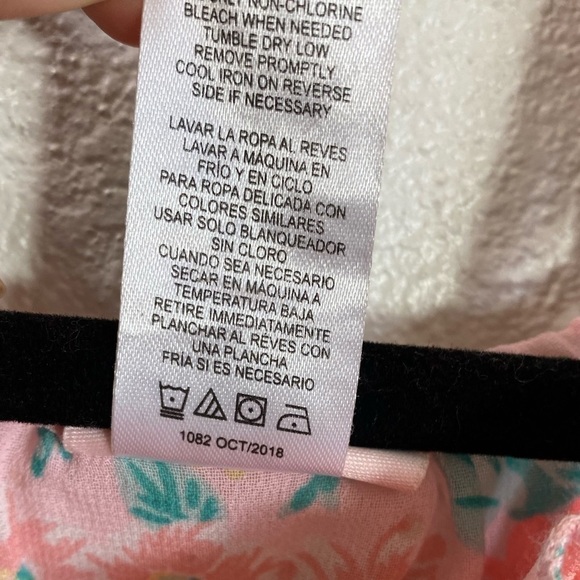 NON-CHLORINE
BLEACH WHEN NEEDED
TUMBLE DRY LOW
REMOVE PROMPTLY
COOL IRON ON REVERSE
SIDE IF NECESSARY
LAVAR LA ROPA AL REVES
LAVAR A MAQUINA EN
FRÍO Y EN CICLO
PARA ROPA DELICADA CON
COLORES SIMILARES
USAR SOLO BLANQUEADOR
SIN CLORO
CUANDO SEA NECESARIO
SECAR EN MÁQUINA A
TEMPERATURA BAJA
RETIRE IMMEDIATAMENTE
PLANCHAR AL REVES CON
UNA PLANCHA
FRIA SI ES NECESARIO
1082 OCT/2018